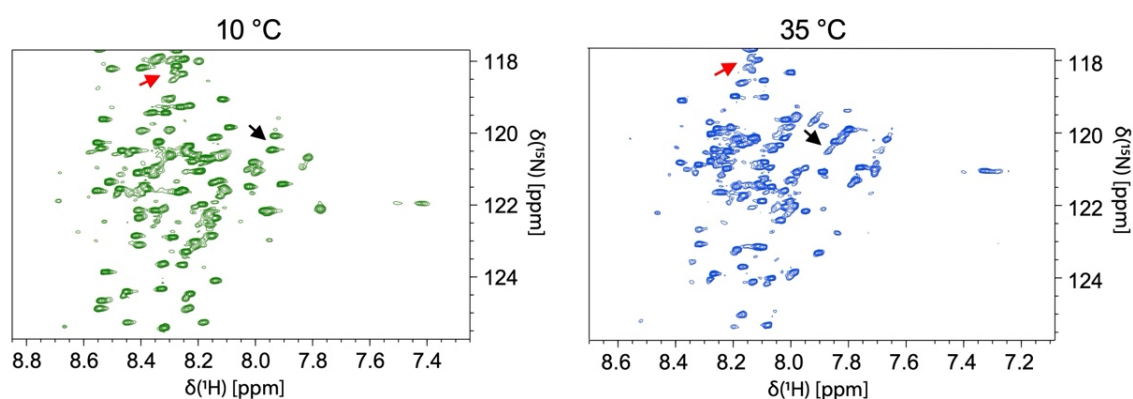 10 °C
35 °C
118
120
122
124
δ(¹⁵N) [ppm]
8.8 8.6 8.4 8.2 8.0 7.8 7.6 7.4
δ(¹H) [ppm]
118
120
122
124
δ(¹⁵N) [ppm]
8.6 8.4 8.2 8.0 7.8 7.6 7.4 7.2
δ(¹H) [ppm]